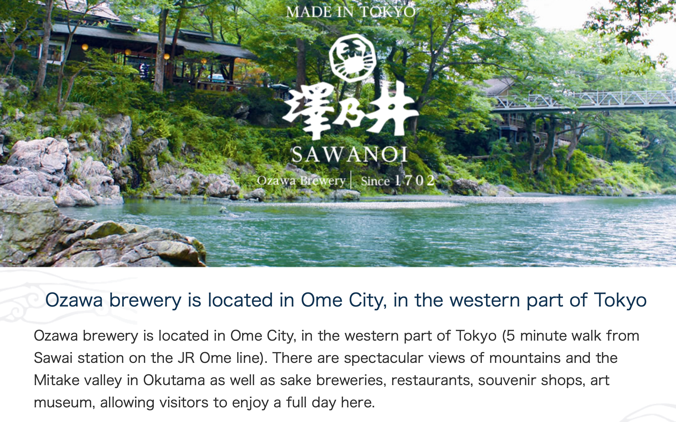 MADE IN TOKYO
澤乃井
SAWANOI
Ozawa Brewery | Since 1702
Ozawa brewery is located in Ome City, in the western part of Tokyo
Ozawa brewery is located in Ome City, in the western part of Tokyo (5 minute walk from
Sawai station on the JR Ome line). There are spectacular views of mountains and the
Mitake valley in Okutama as well as sake breweries, restaurants, souvenir shops, art
museum, allowing visitors to enjoy a full day here.